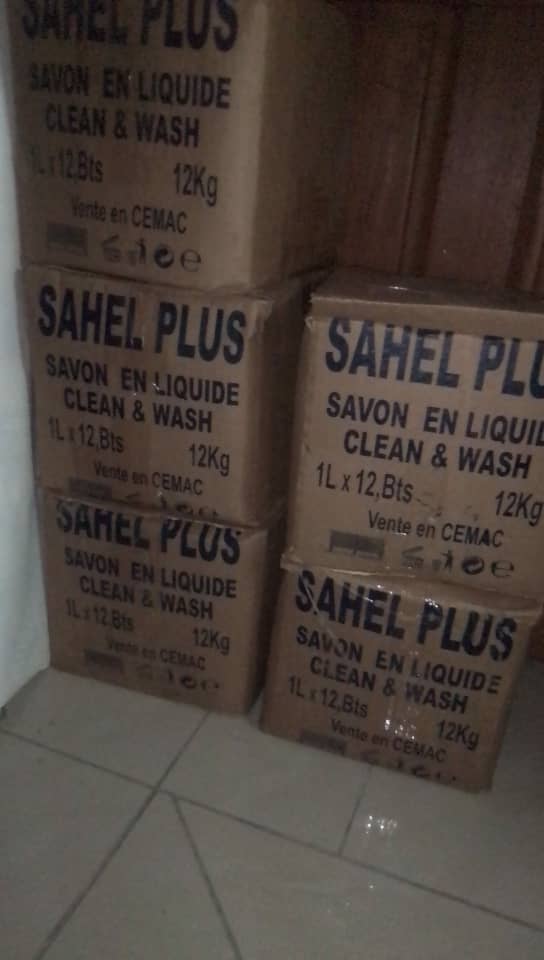 SAHEL PLUS
SAVON EN LIQUIDE
CLEAN & WASH
1L x 12,Bts 12Kg
Vente en CEMAC
SAHEL PLUS
SAVON EN LIQUIDE
CLEAN & WASH
1L x 12,Bts 12Kg
Vente en CEMAC
SAHEL PLUS
SAVON EN LIQUIDE
CLEAN & WASH
1L x 12,Bts 12Kg
Vente en CEMAC
SAHEL PLU
SAVON EN LIQUID
CLEAN & WASH
1L x 12,Bts 12Kg
Vente en CEMAC
SAHEL PLUS
SAVON EN LIQUIDE
CLEAN & WASH
1L x 12,Bts 12Kg
Vente en CEMAC